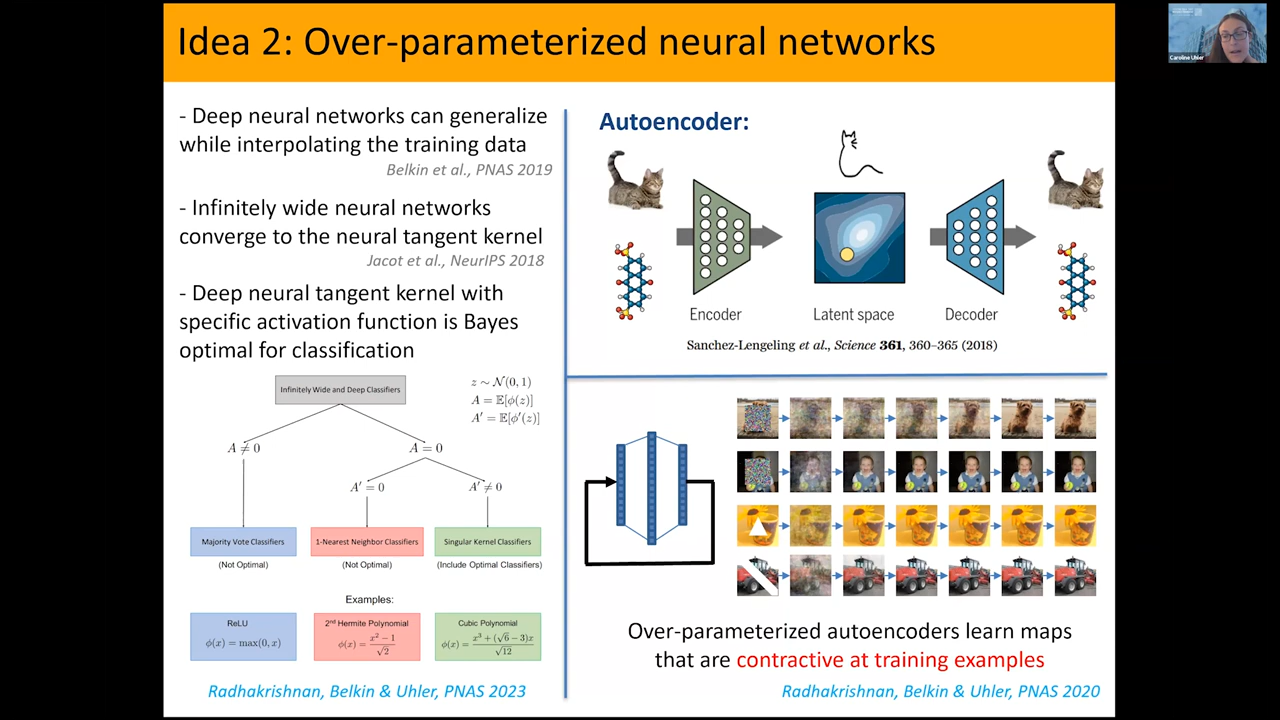 Idea 2: Over-parameterized neural networks
Caroline Uhler
- Deep neural networks can generalize
while interpolating the training data
Belkin et al., PNAS 2019
- Infinitely wide neural networks
converge to the neural tangent kernel
Jacot et al., NeurIPS 2018
- Deep neural tangent kernel with
specific activation function is Bayes
optimal for classification
Infinitely Wide and Deep Classifiers
z ∼ N(0, 1)
A = 𝔼[ϕ(z)]
A′ = 𝔼[ϕ′(z)]
A ≠ 0
A = 0
A′ = 0
A′ ≠ 0
Majority Vote Classifiers
1-Nearest Neighbor Classifiers
Singular Kernel Classifiers
(Not Optimal)
(Not Optimal)
(Include Optimal Classifiers)
Examples:
ReLU
ϕ(x) = max(0, x)
2nd Hermite Polynomial
ϕ(x) = (x² − 1)/√2
Cubic Polynomial
ϕ(x) = (x³ + (√6 − 3)x)/√12
Radhakrishnan, Belkin & Uhler, PNAS 2023
Autoencoder:
Encoder
Latent space
Decoder
Sanchez-Lengeling et al., Science 361, 360–365 (2018)
Over-parameterized autoencoders learn maps
that are contractive at training examples
Radhakrishnan, Belkin & Uhler, PNAS 2020